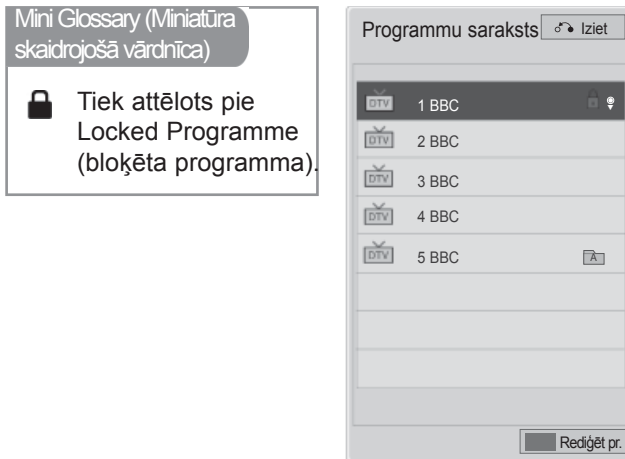 Mini Glossary (Miniatūra
skaidrojošā vārdnīca)
Tiek attēlots pie
Locked Programme
(bloķēta programma).
Programmu saraksts
Iziet
DTV 1 BBC
DTV 2 BBC
DTV 3 BBC
DTV 4 BBC
DTV 5 BBC A
Rediģēt pr.